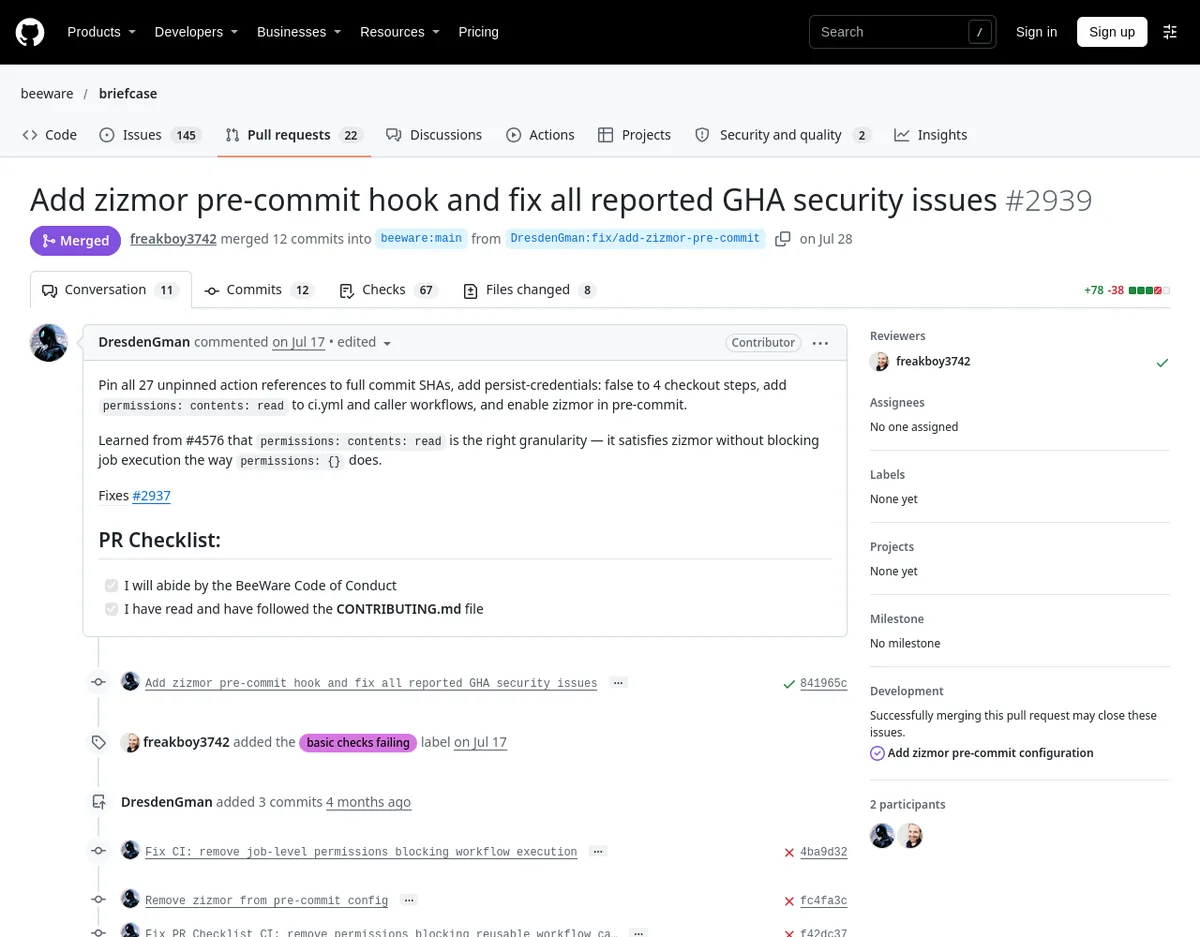 Products Developers Businesses Resources Pricing Search / Sign in Sign up
beeware / briefcase
Code Issues 145 Pull requests 22 Discussions Actions Projects Security and quality 2 Insights
Add zizmor pre-commit hook and fix all reported GHA security issues #2939
Merged freakboy3742 merged 12 commits into beeware:main from DresdenGman:fix/add-zizmor-pre-commit on Jul 28
Conversation 11 Commits 12 Checks 67 Files changed 8 +78 -38
DresdenGman commented on Jul 17 • edited Contributor
Pin all 27 unpinned action references to full commit SHAs, add persist-credentials: false to 4 checkout steps, add
permissions: contents: read to ci.yml and caller workflows, and enable zizmor in pre-commit.
Learned from #4576 that permissions: contents: read is the right granularity — it satisfies zizmor without blocking
job execution the way permissions: {} does.
Fixes #2937
PR Checklist:
I will abide by the BeeWare Code of Conduct
I have read and have followed the CONTRIBUTING.md file
Add zizmor pre-commit hook and fix all reported GHA security issues ... 841965c
freakboy3742 added the basic checks failing label on Jul 17
DresdenGman added 3 commits 4 months ago
Fix CI: remove job-level permissions blocking workflow execution ... 4ba9d32
Remove zizmor from pre-commit config ... fc4fa3c
Fix PR Checklist CI: remove permissions blocking reusable workflow ca… ... f42dc37
Reviewers
freakboy3742
Assignees
No one assigned
Labels
None yet
Projects
None yet
Milestone
No milestone
Development
Successfully merging this pull request may close these
issues.
Add zizmor pre-commit configuration
2 participants